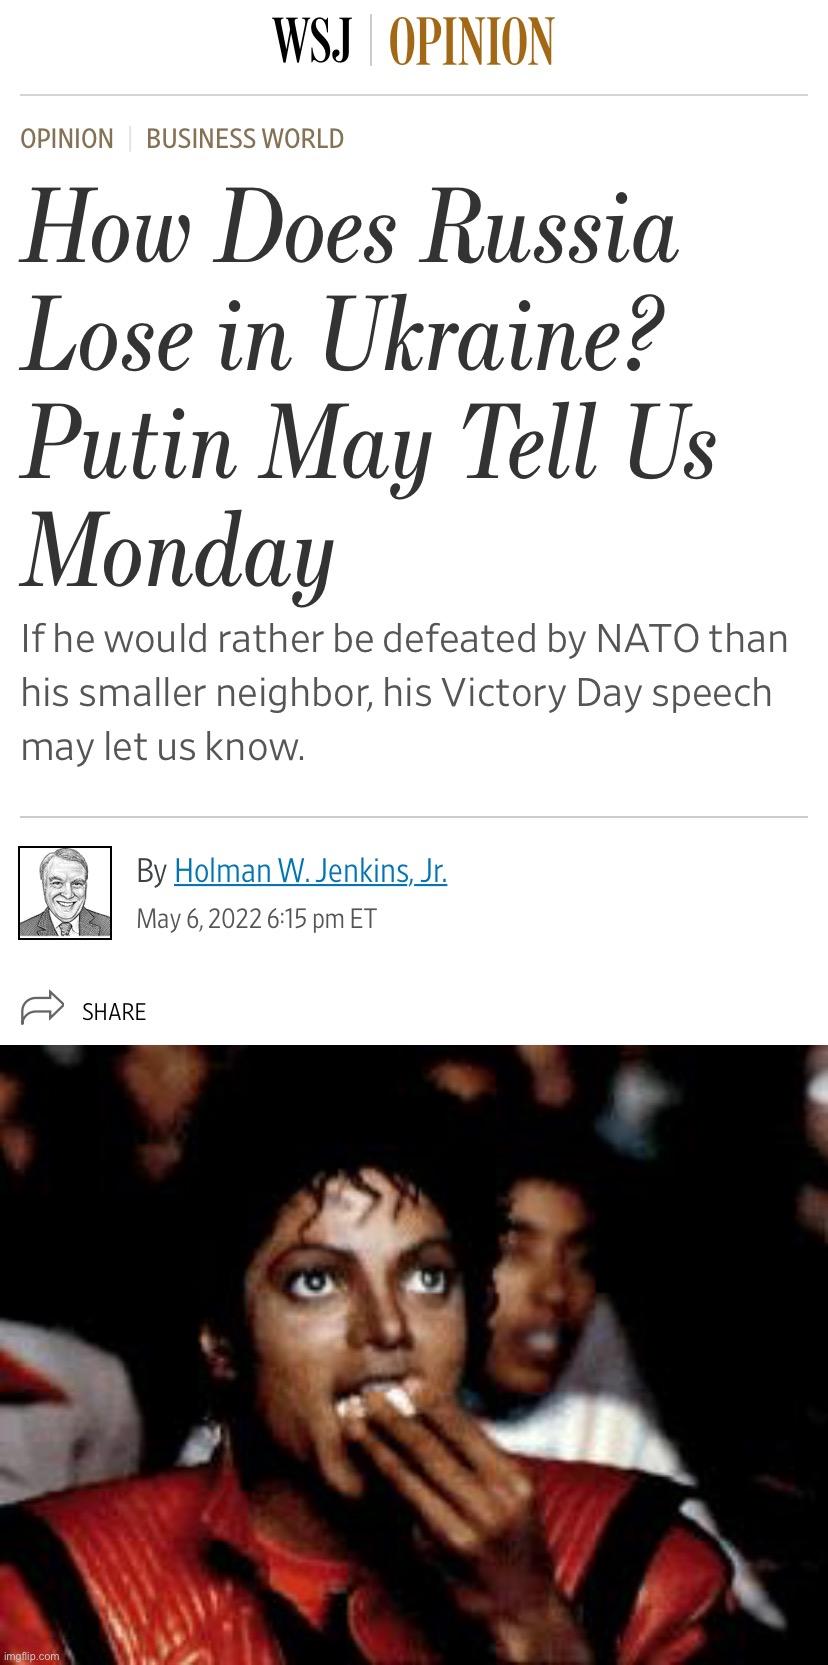 WSJ | OPINION
OPINION | BUSINESS WORLD
How Does Russia
Lose in Ukraine?
Putin May Tell Us
Monday
If he would rather be defeated by NATO than
his smaller neighbor, his Victory Day speech
may let us know.
By Holman W. Jenkins, Jr.
May 6, 2022 6:15 pm ET
SHARE
imgflip.com